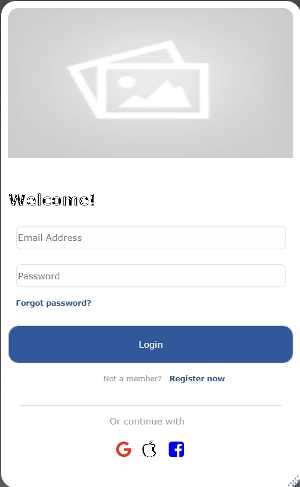 Welcome!
Email Address
Password
Forgot password?
Login
Not a member? Register now
Or continue with